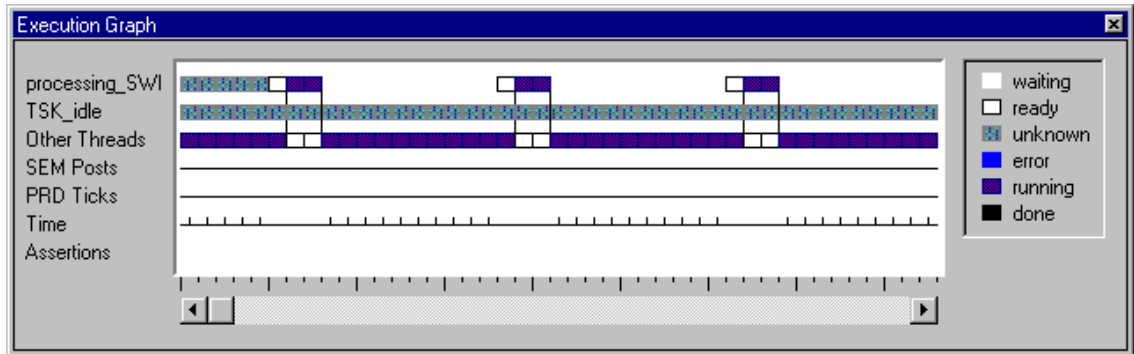 Execution Graph
processing_SWI
TSK_idle
Other Threads
SEM Posts
PRD Ticks
Time
Assertions
waiting
ready
unknown
error
running
done